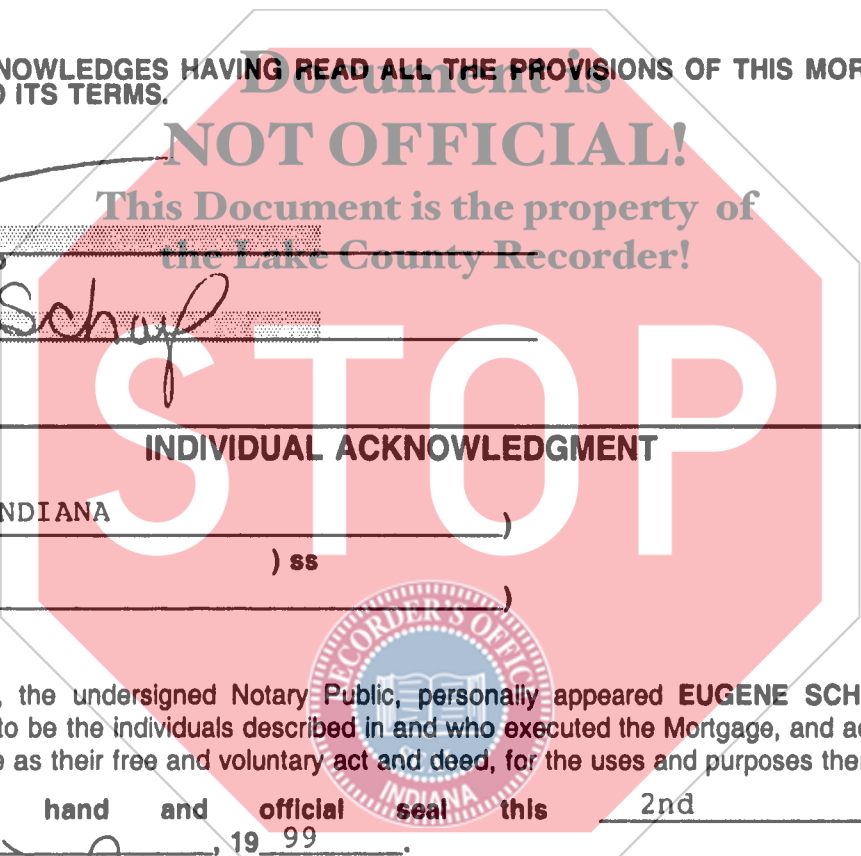 NOWLEDGES HAVING READ ALL THE PROVISIONS OF THIS MOR
D ITS TERMS.
Document is
NOT OFFICIAL!
This Document is the property of
the Lake County Recorder!
STOP
INDIVIDUAL ACKNOWLEDGMENT
NDIANA )
) ss
)
RECORDER'S OFFICE
SEAL
INDIANA
, the undersigned Notary Public, personally appeared EUGENE SCH
to be the individuals described in and who executed the Mortgage, and ac
e as their free and voluntary act and deed, for the uses and purposes ther
hand and official seal this 2nd
, 19 99 .